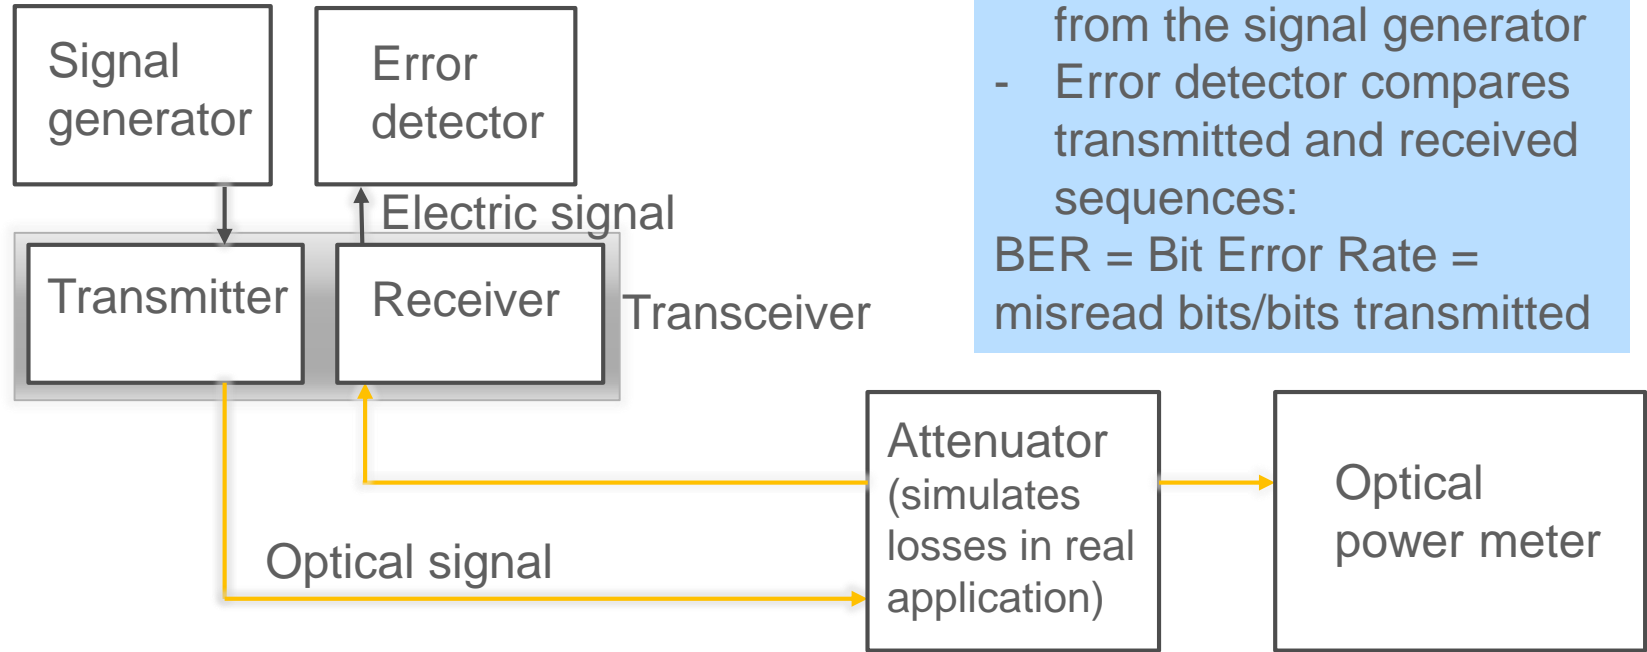 Signal
generator
Error
detector
from the signal generator
- Error detector compares
transmitted and received
sequences:
BER = Bit Error Rate =
misread bits/bits transmitted
Electric signal
Transmitter
Receiver
Transceiver
Attenuator
(simulates
losses in real
application)
Optical
power meter
Optical signal